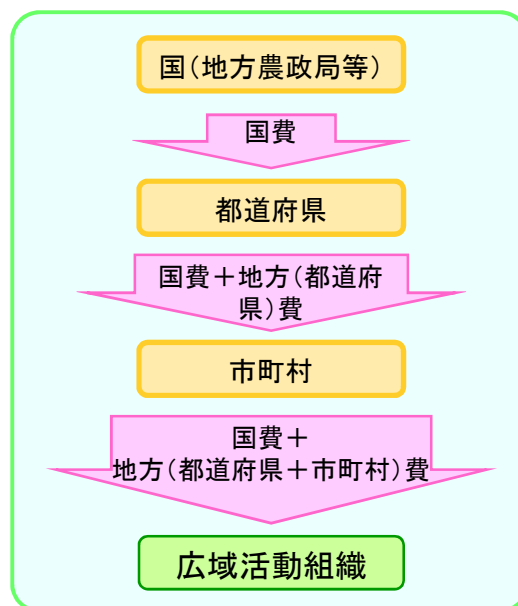 国(地方農政局等)
国費
都道府県
国費＋地方(都道府
県)費
市町村
国費＋
地方(都道府県＋市町村)費
広域活動組織